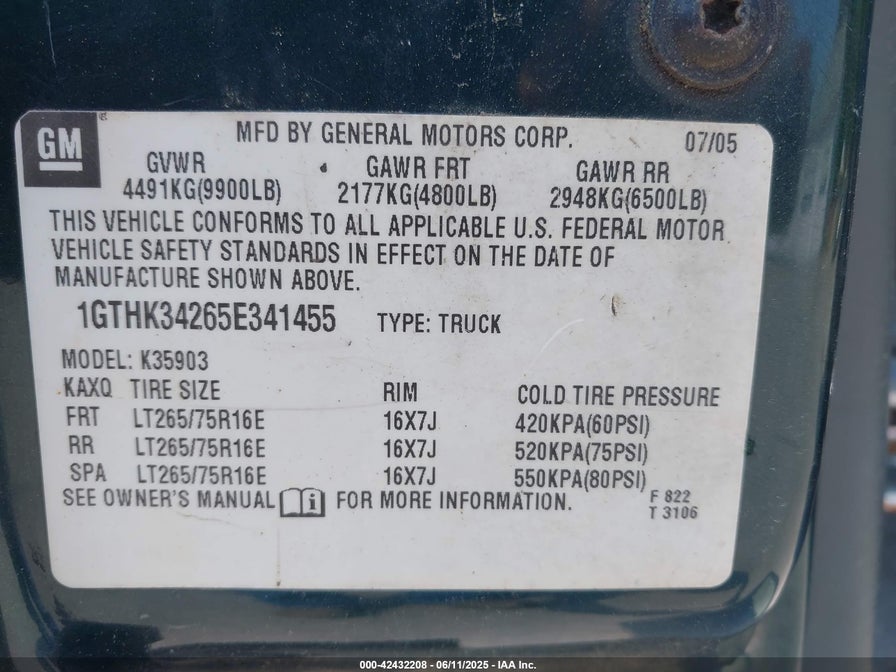 GM
MFD BY GENERAL MOTORS CORP. 07/05
GVWR GAWR FRT GAWR RR
4491KG(9900LB) 2177KG(4800LB) 2948KG(6500LB)
THIS VEHICLE CONFORMS TO ALL APPLICABLE U.S. FEDERAL MOTOR
VEHICLE SAFETY STANDARDS IN EFFECT ON THE DATE OF
MANUFACTURE SHOWN ABOVE.
1GTHK34265E341455 TYPE: TRUCK
MODEL: K35903
KAXQ TIRE SIZE RIM COLD TIRE PRESSURE
FRT LT265/75R16E 16X7J 420KPA(60PSI)
RR LT265/75R16E 16X7J 520KPA(75PSI)
SPA LT265/75R16E 16X7J 550KPA(80PSI)
SEE OWNER'S MANUAL i FOR MORE INFORMATION.
F 822
T 3106
000-42432208 - 06/11/2025 - IAA Inc.